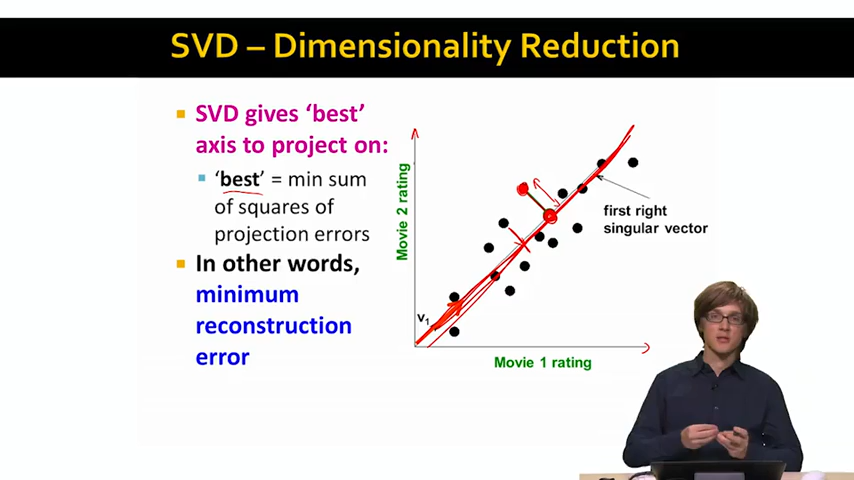 SVD – Dimensionality Reduction
SVD gives ‘best’
axis to project on:
‘best’ = min sum
of squares of
projection errors
In other words,
minimum
reconstruction
error
Movie 2 rating
first right
singular vector
v1
Movie 1 rating